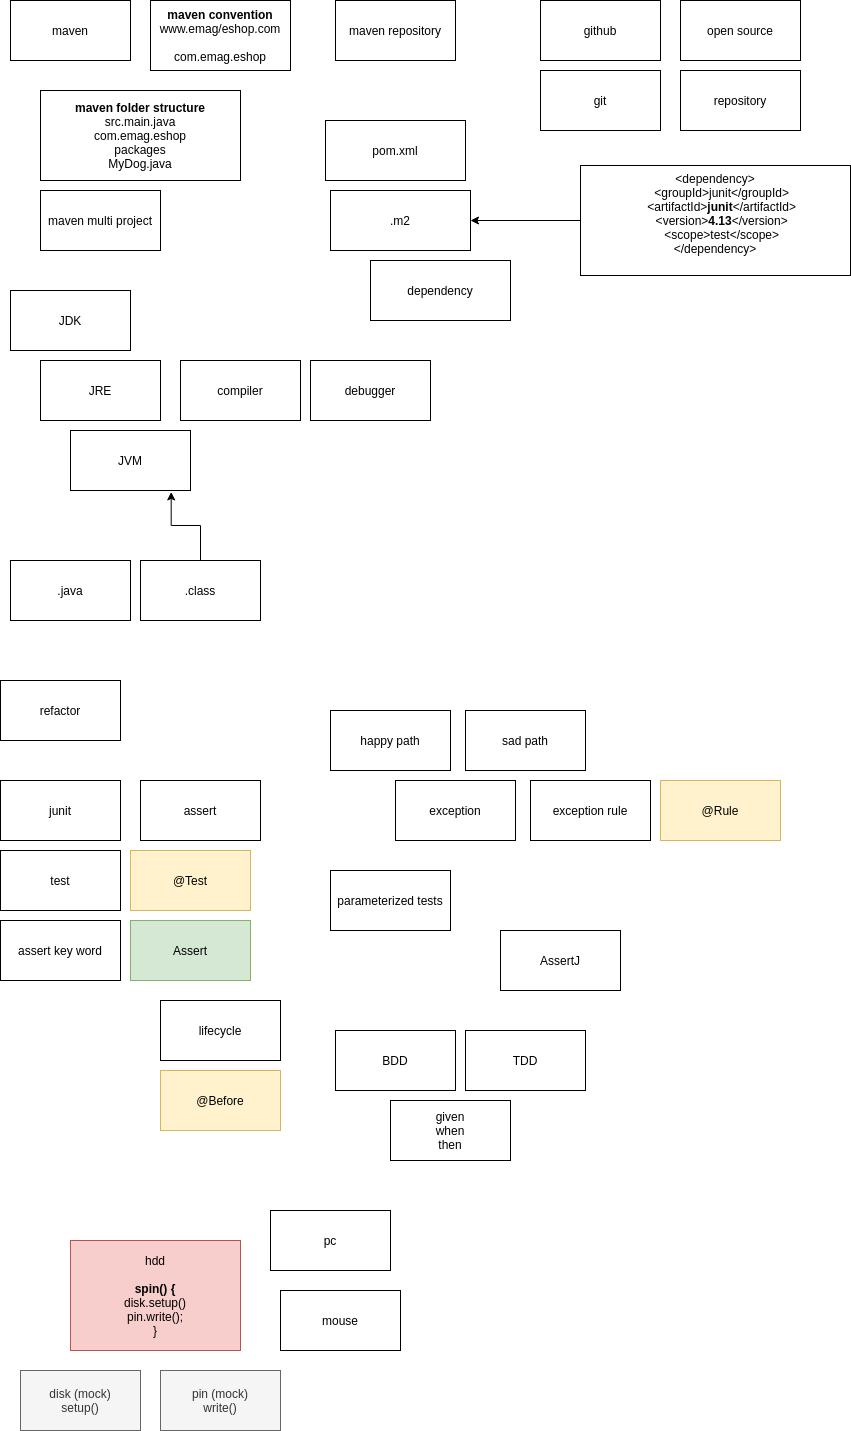 maven
maven convention
www.emag/eshop.com
com.emag.eshop
maven repository
github
open source
git
repository
maven folder structure
src.main.java
com.emag.eshop
packages
MyDog.java
pom.xml
maven multi project
.m2
<dependency>
<groupId>junit</groupId>
<artifactId>junit</artifactId>
<version>4.13</version>
<scope>test</scope>
</dependency>
dependency
JDK
JRE
compiler
debugger
JVM
.java
.class
refactor
happy path
sad path
junit
assert
exception
exception rule
@Rule
test
@Test
parameterized tests
assert key word
Assert
AssertJ
lifecycle
BDD
TDD
@Before
given
when
then
pc
hdd
spin() {
disk.setup()
pin.write();
}
mouse
disk (mock)
setup()
pin (mock)
write()